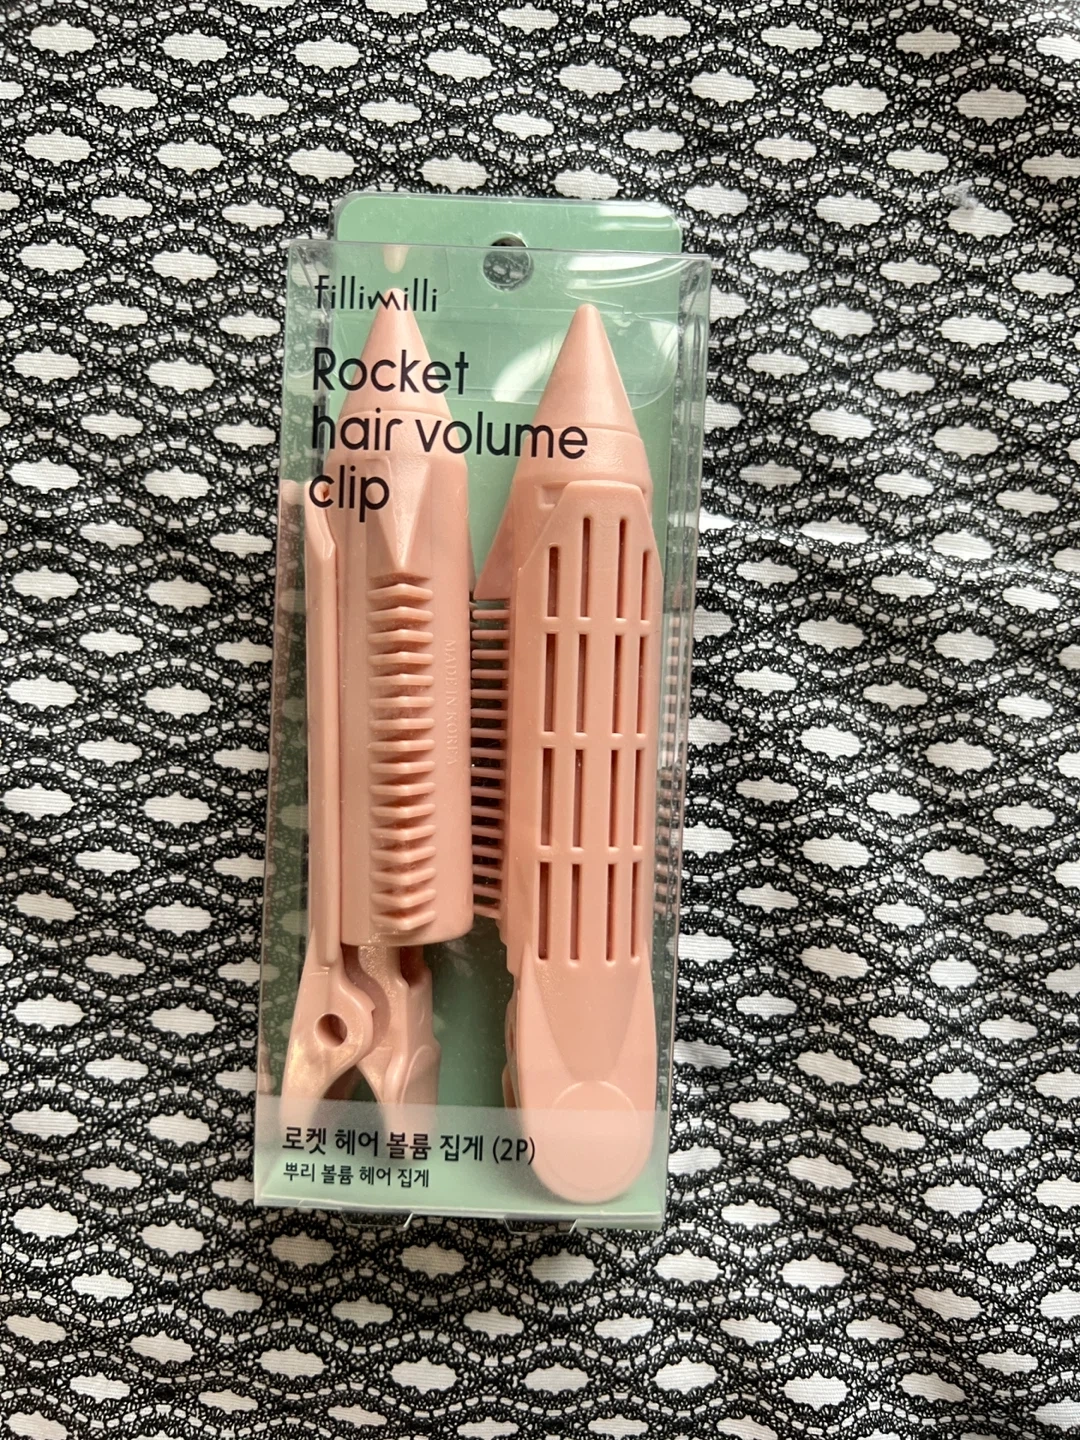 fillimilli
Rocket
hair volume
clip
MADE IN KOREA
로켓 헤어 볼륨 집게 (2P)
뿌리 볼륨 헤어 집게